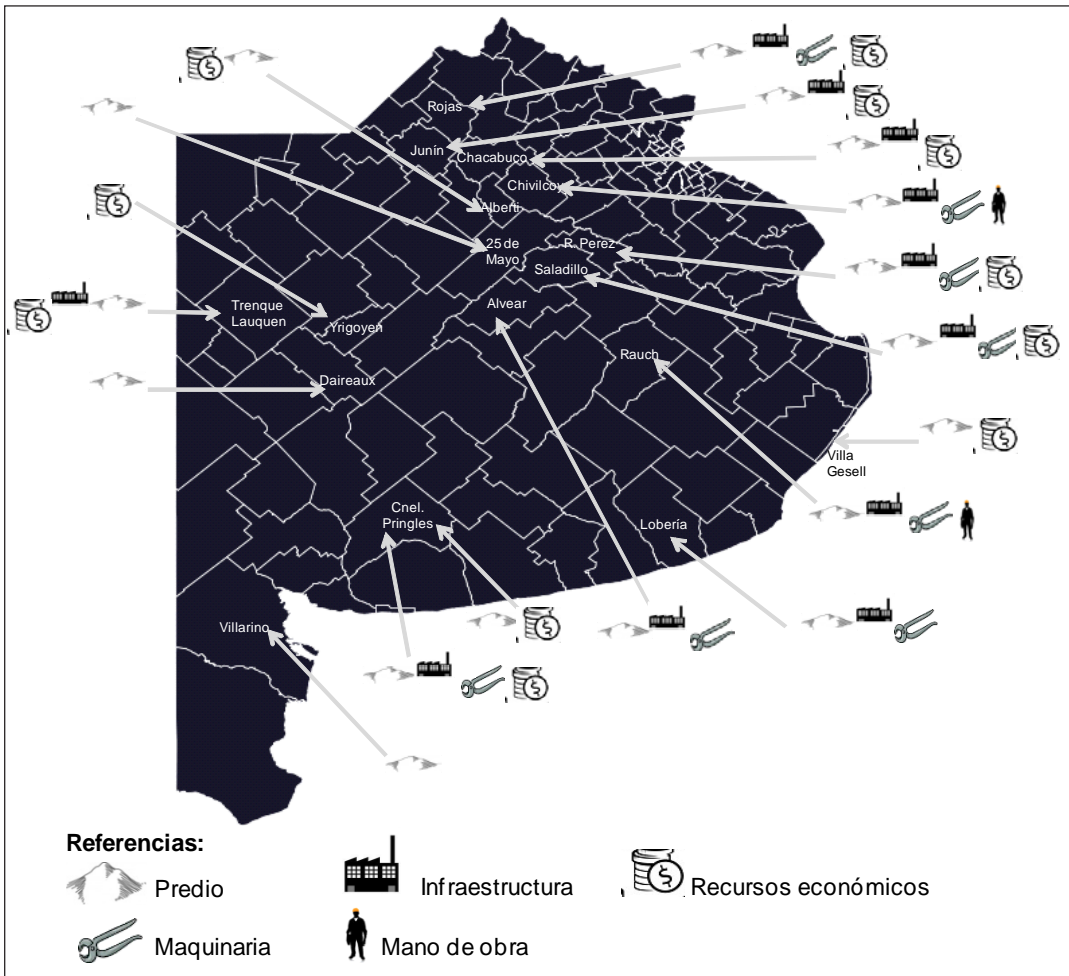 Rojas
Junín
Chacabuco
Chivilcoy
Alberti
25 de
Mayo
R. Perez
Saladillo
Trenque
Lauquen
Yrigoyen
Alvear
Rauch
Daireaux
Villa
Gesell
Cnel.
Pringles
Lobería
Villarino
Referencias:
Predio
Infraestructura
Recursos económicos
Maquinaria
Mano de obra